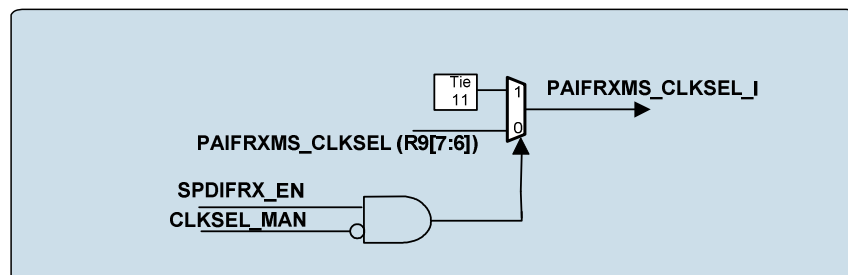 Tie
11
1
PAIFRXMS_CLKSEL_I
0
PAIFRXMS_CLKSEL (R9[7:6])
SPDIFRX_EN
CLKSEL_MAN